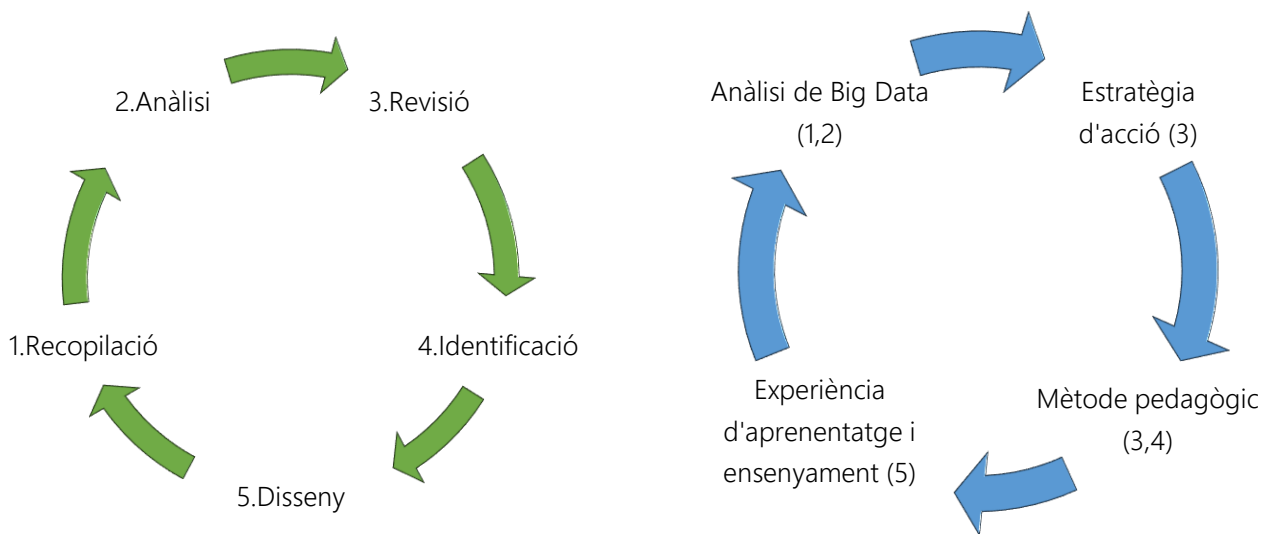 2.Anàlisi
3.Revisió
4.Identificació
5.Disseny
1.Recopilació
Anàlisi de Big Data
(1,2)
Estratègia
d'acció (3)
Mètode pedagògic
(3,4)
Experiència
d'aprenentatge i
ensenyament (5)